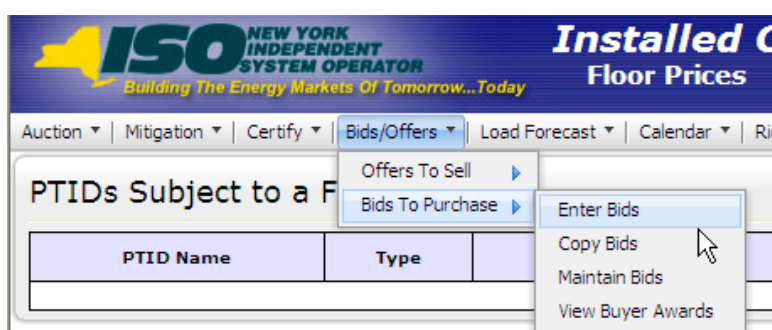 ISO NEW YORK
INDEPENDENT
SYSTEM OPERATOR
Building The Energy Markets Of Tomorrow...Today
Installed C
Floor Prices
Auction ▼ | Mitigation ▼ | Certify ▼ | Bids/Offers ▼ | Load Forecast ▼ | Calendar ▼ | Ri
Offers To Sell
Bids To Purchase
PTIDs Subject to a F
Enter Bids
Copy Bids
Maintain Bids
View Buyer Awards
PTID Name
Type